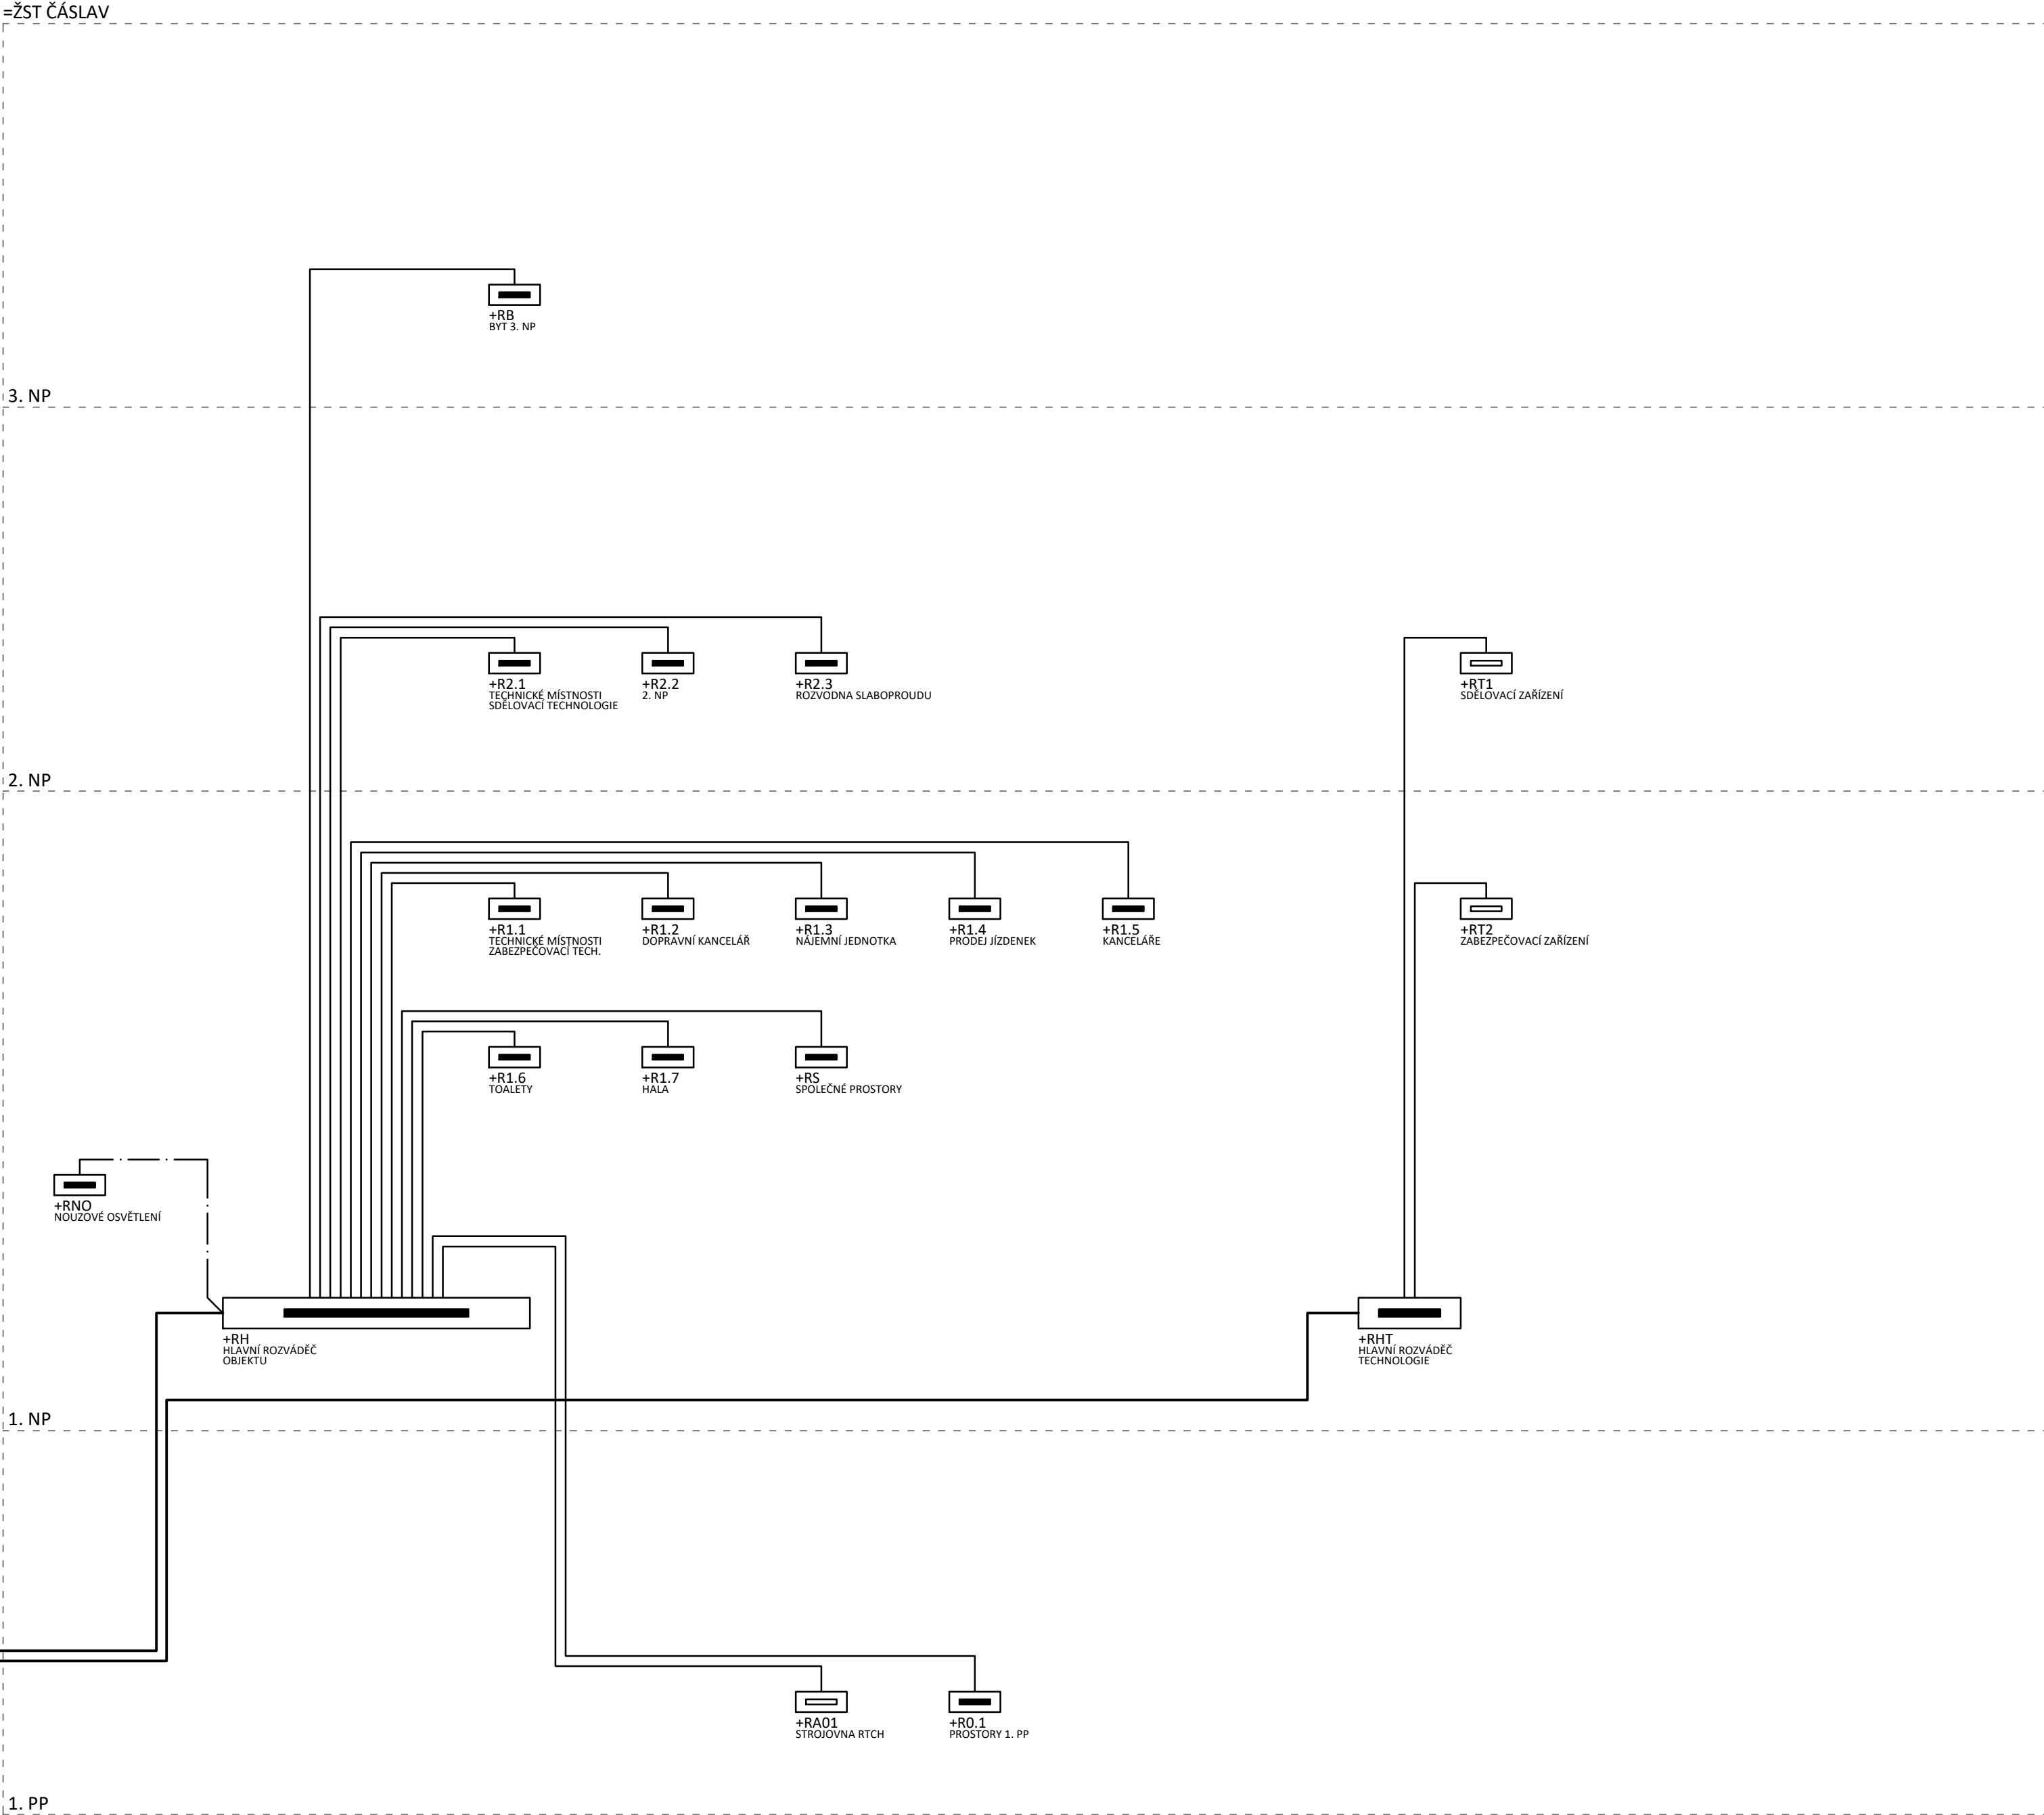 =ŽST ČÁSLAV
+RB
BYT 3. NP
3. NP
+R2.1
TECHNICKÉ MÍSTNOSTI
SDĚLOVACÍ TECHNOLOGIE
+R2.2
2. NP
+R2.3
ROZVODNA SLABOPROUDU
+RT1
SDĚLOVACÍ ZAŘÍZENÍ
2. NP
+R1.1
TECHNICKÉ MÍSTNOSTI
ZABEZPEČOVACÍ TECH.
+R1.2
DOPRAVNÍ KANCELÁŘ
+R1.3
NÁJEMNÍ JEDNOTKA
+R1.4
PRODEJ JÍZDENEK
+R1.5
KANCELÁŘE
+RT2
ZABEZPEČOVACÍ ZAŘÍZENÍ
+R1.6
TOALETY
+R1.7
HALA
+RS
SPOLEČNÉ PROSTORY
+RNO
NOUZOVÉ OSVĚTLENÍ
+RH
HLAVNÍ ROZVÁDĚČ
OBJEKTU
+RHT
HLAVNÍ ROZVÁDĚČ
TECHNOLOGIE
1. NP
+RA01
STROJOVNA RTCH
+R0.1
PROSTORY 1. PP
1. PP